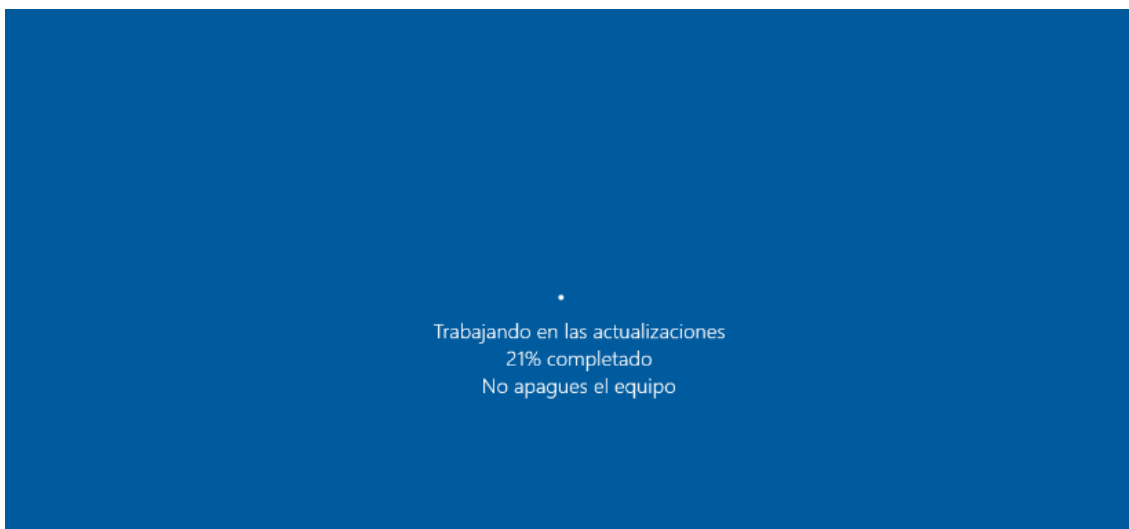 Trabajando en las actualizaciones
21% completado
No apagues el equipo